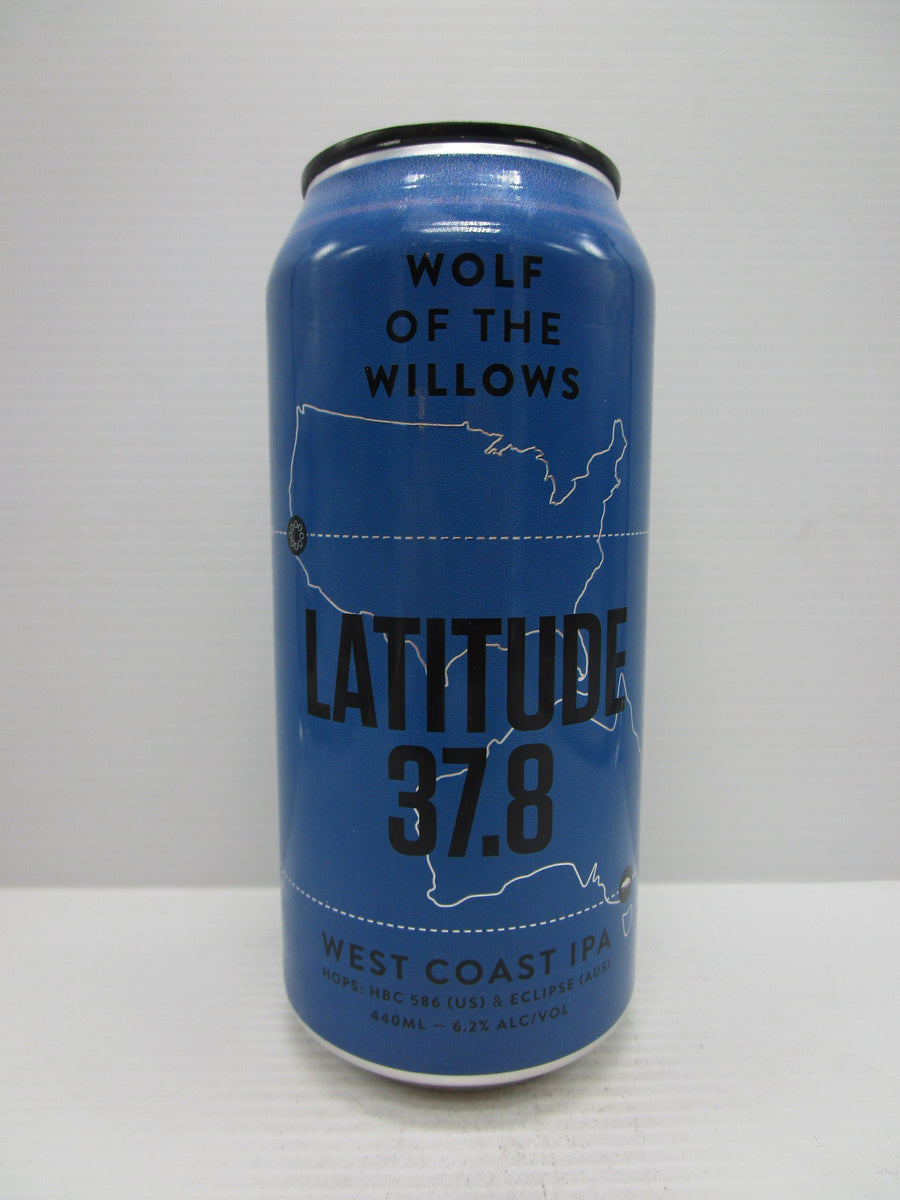 WOLF
OF THE
WILLOWS
LATITUDE
37.8
WEST COAST IPA
HOPS: HBC 586 (US) & ECLIPSE (AUS)
440ML – 6.2% ALC/VOL